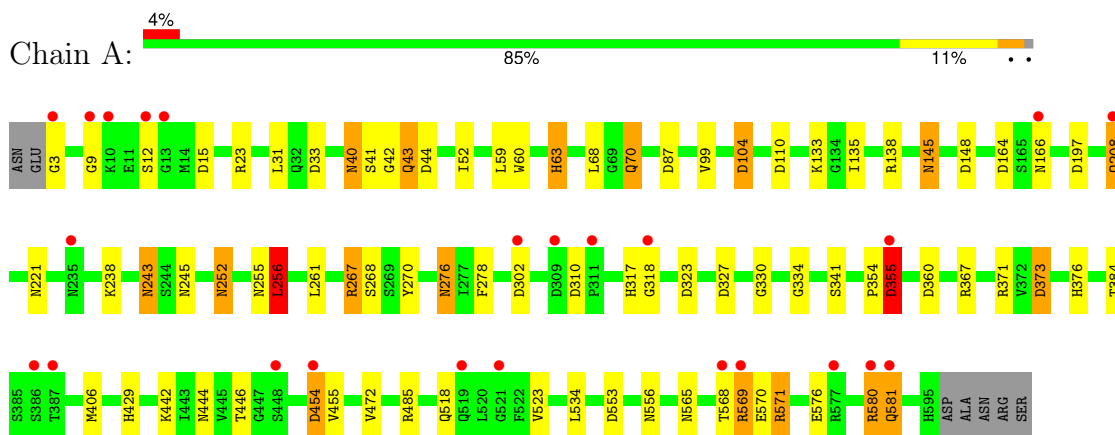 4%
Chain A:
85% 11% • •
ASN GLU G3 G9 K10 E11 S12 G13 M14 D15 R23 L31 Q32 D33 N40 S41 G42 Q43 D44 I52 L59 W60 H63 L68 G69 Q70 D87 V99 D104 D110 K133 G134 I135 R138 N145 D148 D164 S165 N166 D197
N221 N235 K238 N243 S244 N245 N252 N255 L256 L261 R267 S268 S269 Y270 N276 I277 F278 D302 D309 D310 P311 H317 G318 D323 D327 G330 G334 S341 P354 D355 D360 R367 R371 V372 D373 H376 T384
S385 S386 T387 M406 H429 K442 I443 N444 V445 T446 G447 S448 D454 V455 V472 R485 Q518 Q519 L520 G521 F522 V523 L534 D553 N556 N565 T568 R569 E570 R571 E576 R577 R580 Q581 H595 ASP ALA ASN ARG SER